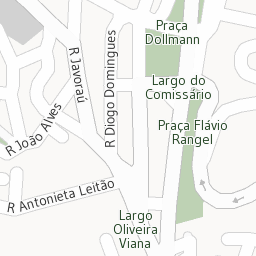 Praça
Dollmann
R Diogo Domingues
R Javoraú
Largo do
Comissário
R João Alves
Praça Flávio
Rangel
R Antonieta Leitão
Largo
Oliveira
Viana